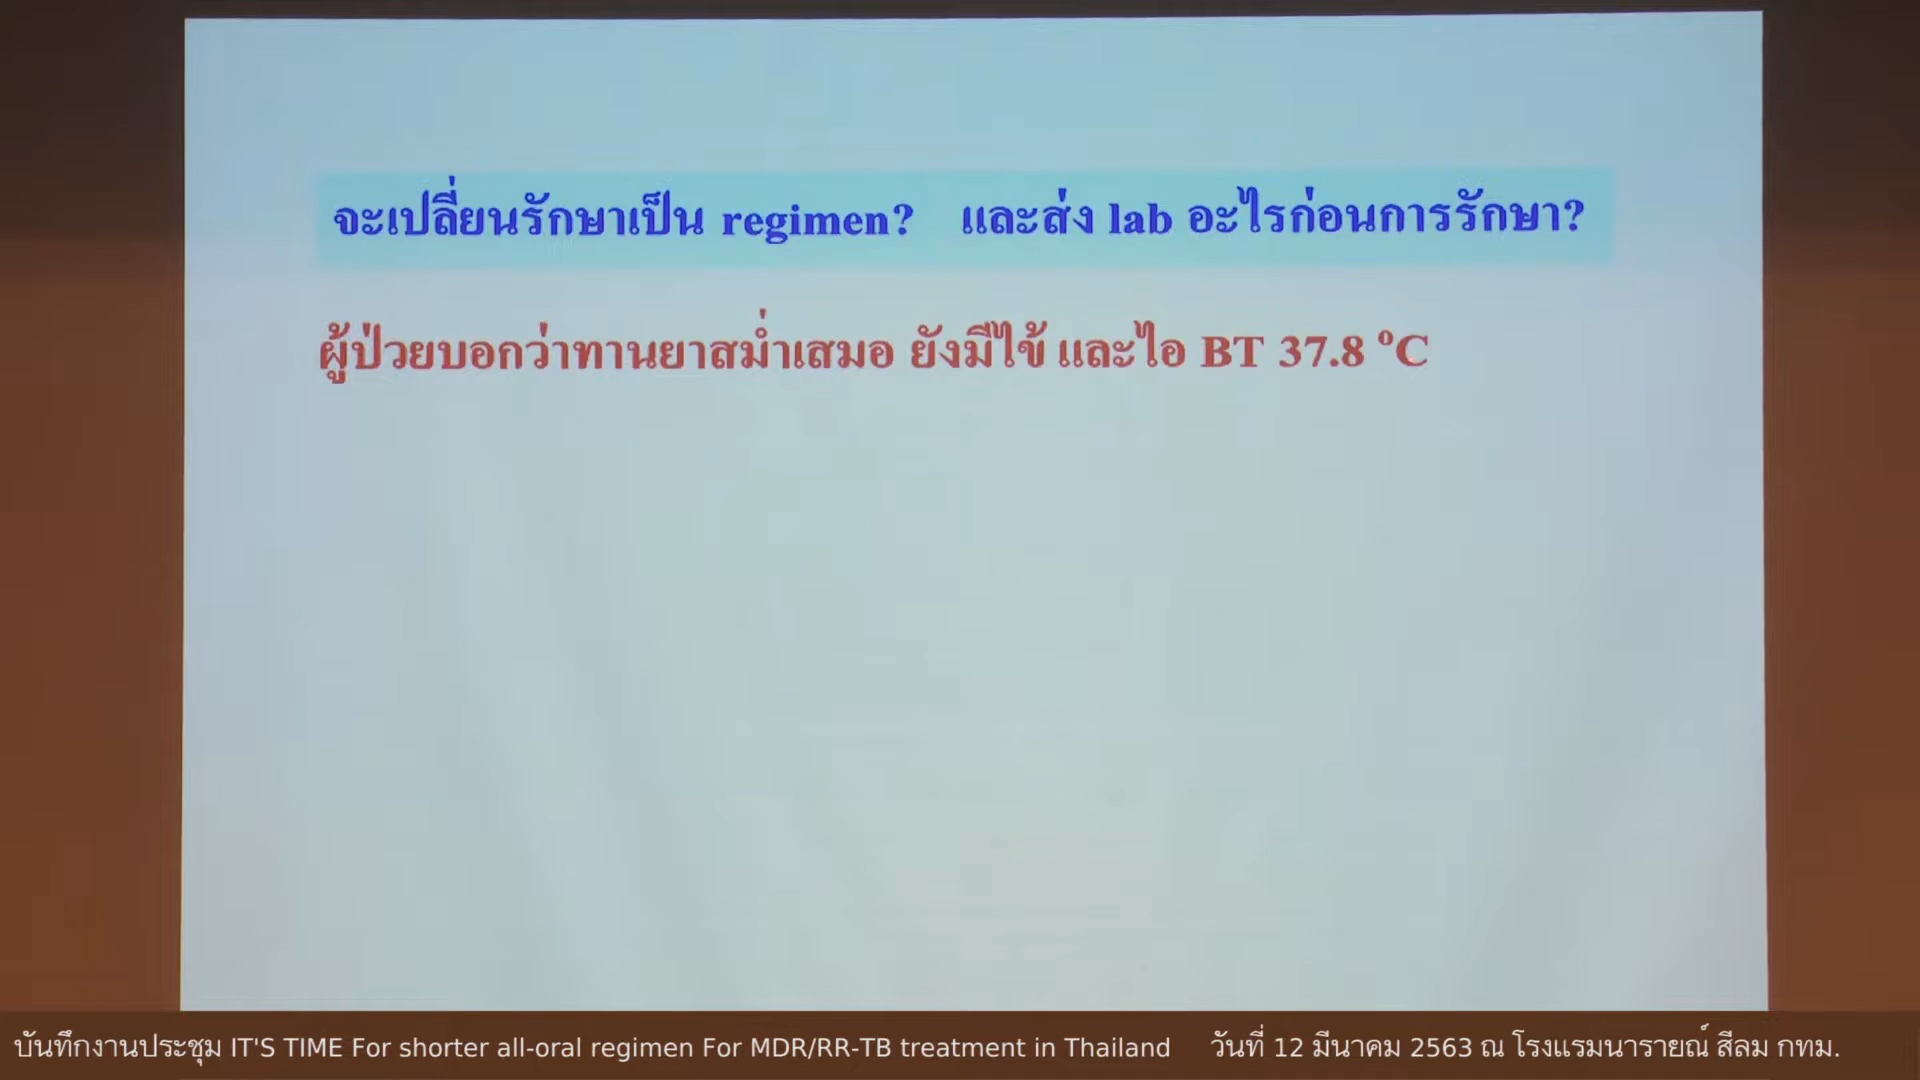 จะเปลี่ยนรักษาเป็น regimen? และส่ง lab อะไรก่อนการรักษา?
ผู้ป่วยบอกว่าทานยาสม่ำเสมอ ยังมีไข้ และไอ BT 37.8 °C
บันทึกงานประชุม IT'S TIME For shorter all-oral regimen For MDR/RR-TB treatment in Thailand วันที่ 12 มีนาคม 2563 ณ โรงแรมนารายณ์ สีลม กทม.